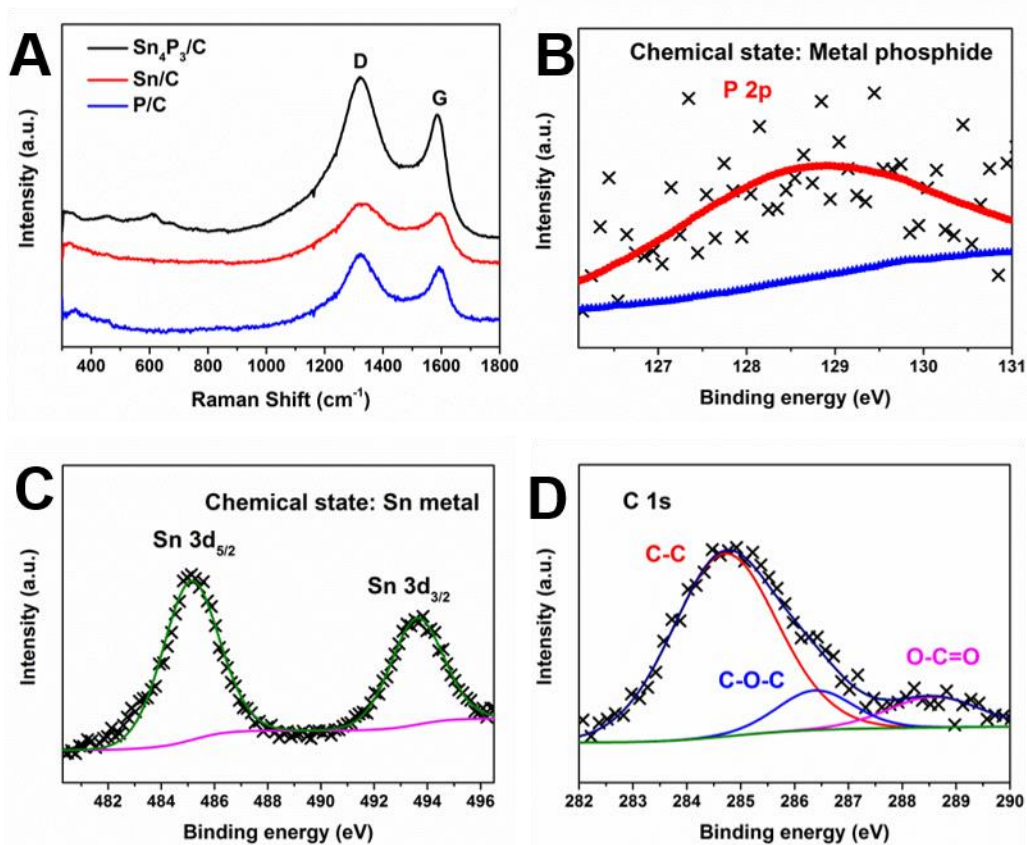 A
Sn₄P₃/C
Sn/C
P/C
D
G
Intensity (a.u.)
400 600 800 1000 1200 1400 1600 1800
Raman Shift (cm⁻¹)
B
Chemical state: Metal phosphide
P 2p
Intensity (a.u.)
127 128 129 130 131
Binding energy (eV)
C
Chemical state: Sn metal
Sn 3d₅/₂
Sn 3d₃/₂
Intensity (a.u.)
482 484 486 488 490 492 494 496
Binding energy (eV)
D
C 1s
C-C
C-O-C
O-C=O
Intensity (a.u.)
282 283 284 285 286 287 288 289 290
Binding energy (eV)